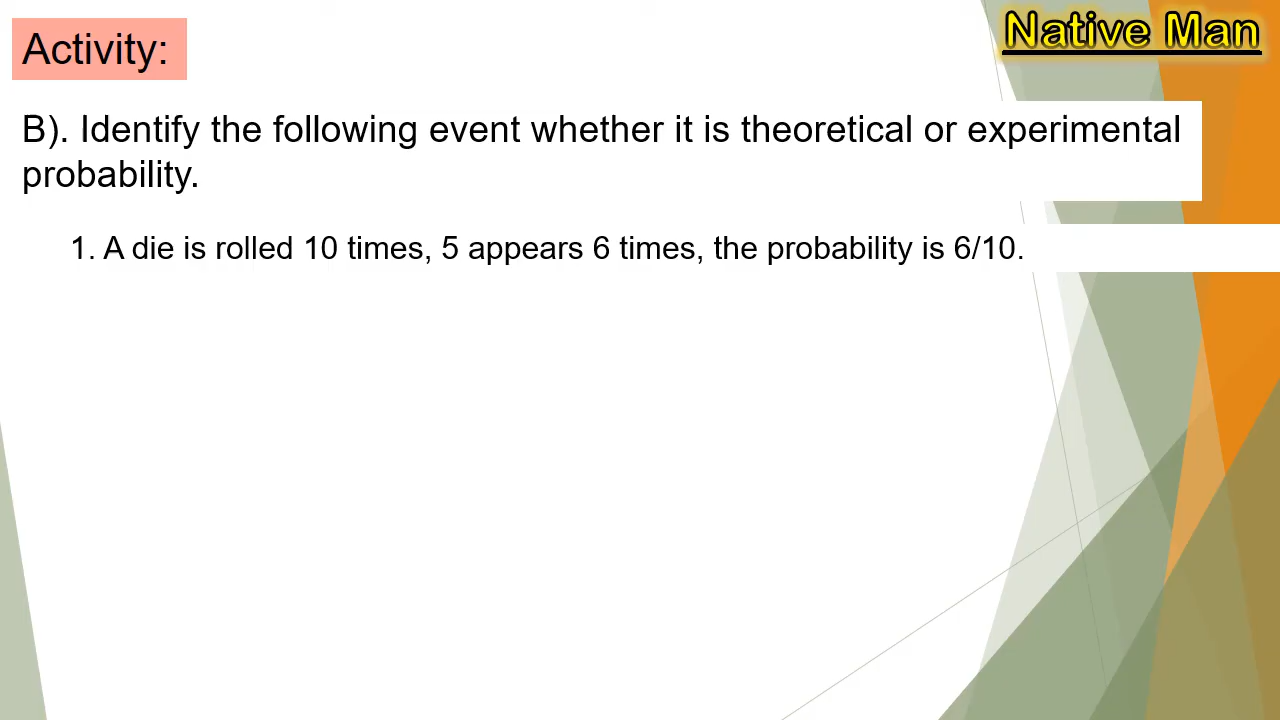 Activity:
Native Man
B). Identify the following event whether it is theoretical or experimental
probability.
1. A die is rolled 10 times, 5 appears 6 times, the probability is 6/10.